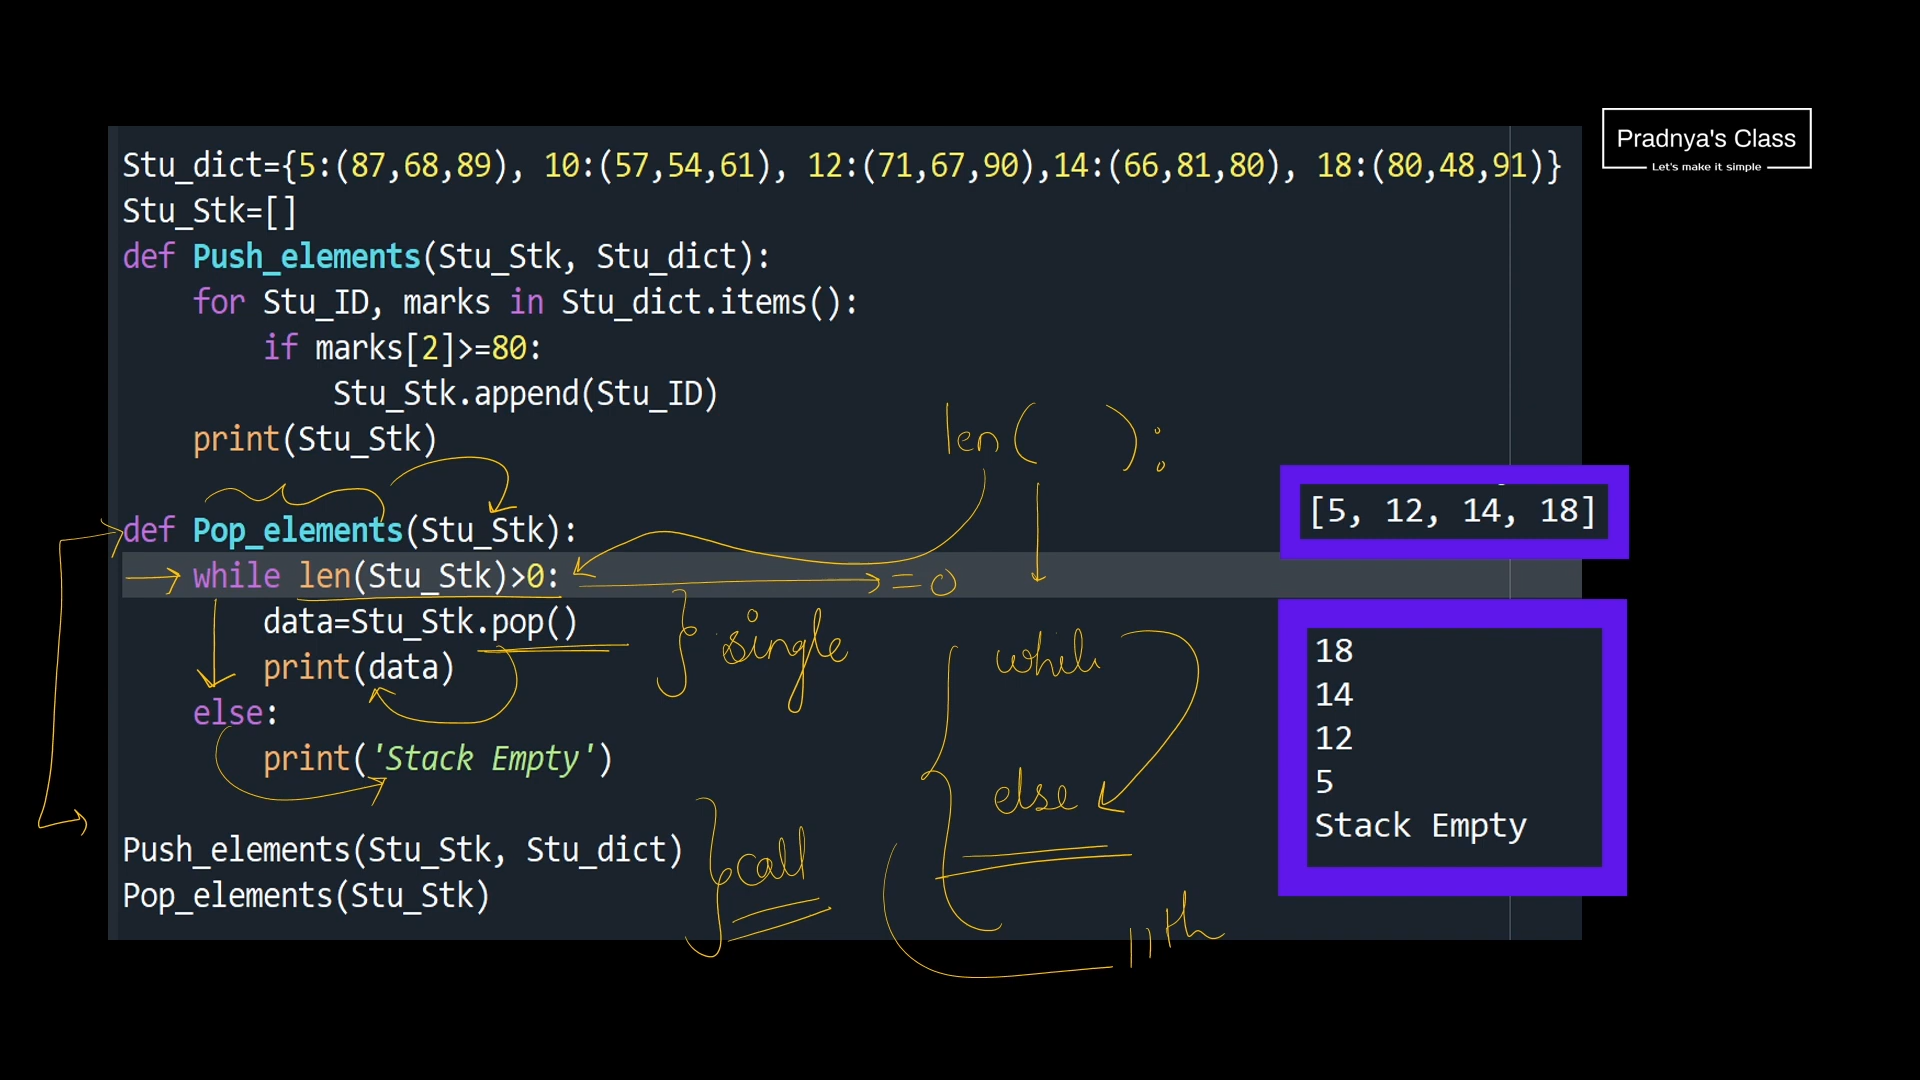 Pradnya's Class
Let's make it simple
Stu_dict={5:(87,68,89), 10:(57,54,61), 12:(71,67,90),14:(66,81,80), 18:(80,48,91)}
Stu_Stk=[]
def Push_elements(Stu_Stk, Stu_dict):
    for Stu_ID, marks in Stu_dict.items():
        if marks[2]>=80:
            Stu_Stk.append(Stu_ID)
    print(Stu_Stk)
len( ):
def Pop_elements(Stu_Stk):
    while len(Stu_Stk)>0:
= 0
        data=Stu_Stk.pop()
        print(data)
    else:
        print('Stack Empty')
single
while
else
Push_elements(Stu_Stk, Stu_dict)
Pop_elements(Stu_Stk)
call
11th
[5, 12, 14, 18]
18
14
12
5
Stack Empty